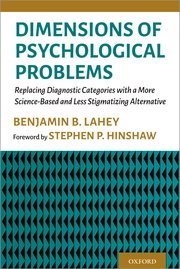 DIMENSIONS OF
PSYCHOLOGICAL
PROBLEMS
Replacing Diagnostic Categories with a More
Science-Based and Less Stigmatizing Alternative
BENJAMIN B. LAHEY
Foreword by STEPHEN P. HINSHAW
OXFORD